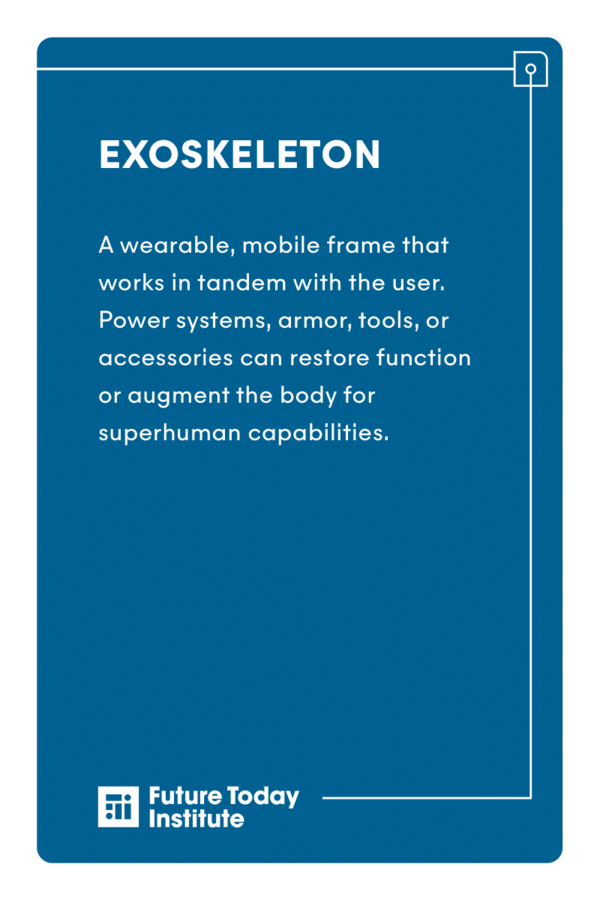 EXOSKELETON
A wearable, mobile frame that
works in tandem with the user.
Power systems, armor, tools, or
accessories can restore function
or augment the body for
superhuman capabilities.
Future Today
Institute